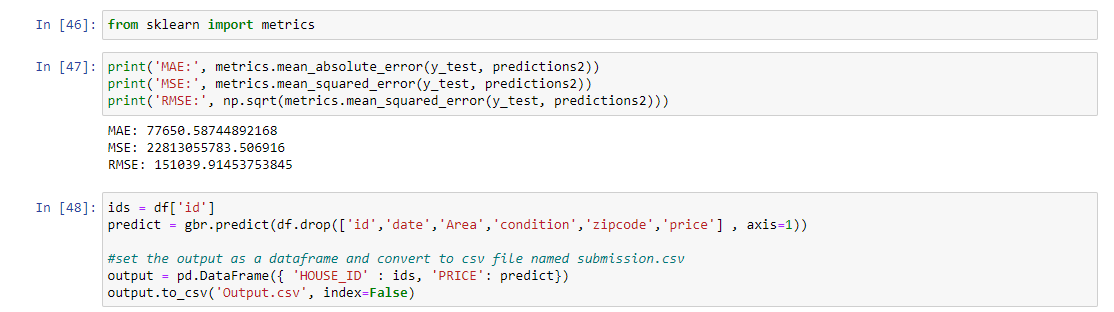 In [46]: from sklearn import metrics
In [47]: print('MAE:', metrics.mean_absolute_error(y_test, predictions2))
print('MSE:', metrics.mean_squared_error(y_test, predictions2))
print('RMSE:', np.sqrt(metrics.mean_squared_error(y_test, predictions2)))
MAE: 77650.58744892168
MSE: 22813055783.506916
RMSE: 151039.91453753845
In [48]: ids = df['id']
predict = gbr.predict(df.drop(['id','date','Area','condition','zipcode','price'] , axis=1))
#set the output as a dataframe and convert to csv file named submission.csv
output = pd.DataFrame({ 'HOUSE_ID' : ids, 'PRICE': predict})
output.to_csv('Output.csv', index=False)